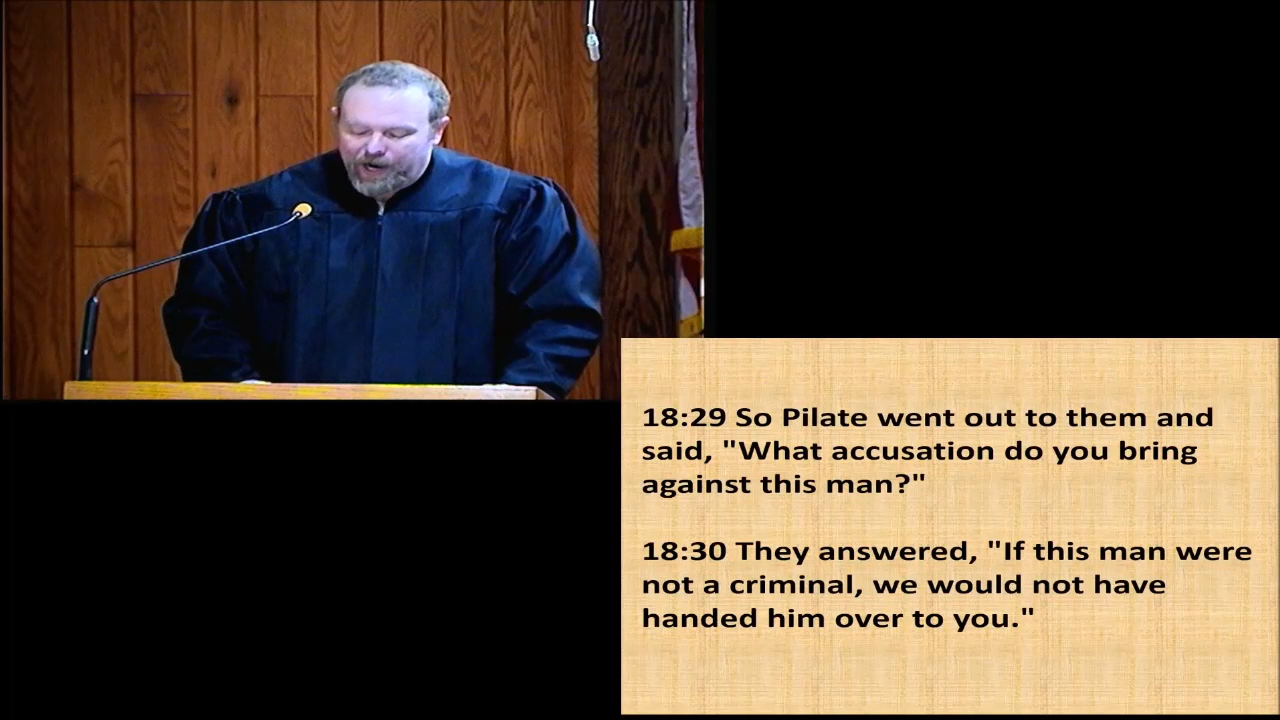 18:29 So Pilate went out to them and
said, "What accusation do you bring
against this man?"
18:30 They answered, "If this man were
not a criminal, we would not have
handed him over to you."